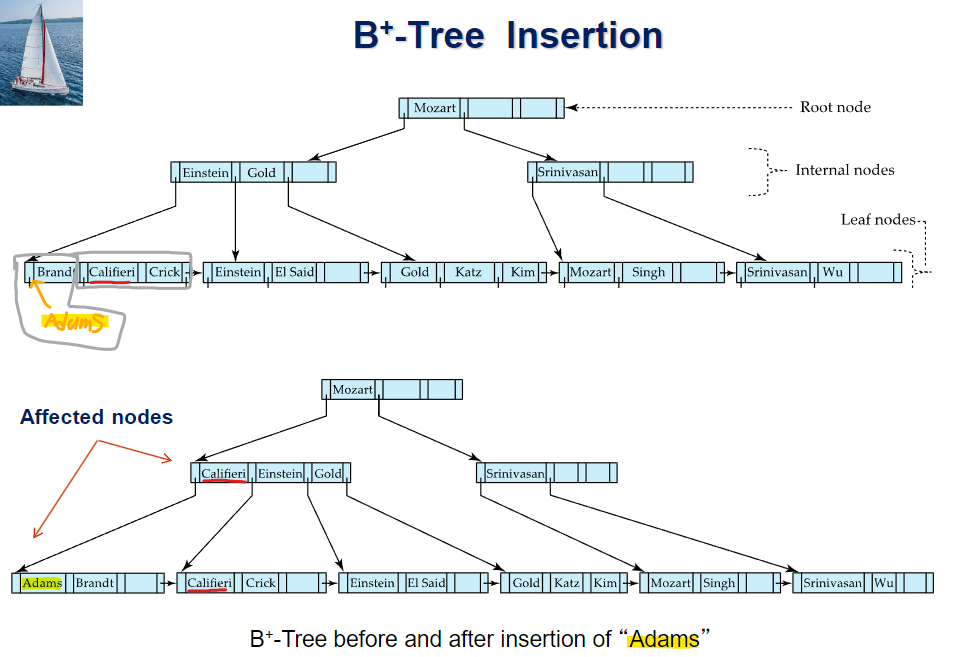 B+-Tree Insertion
Mozart
Root node
Einstein Gold
Srinivasan
Internal nodes
Leaf nodes
Brandt Califieri Crick
Einstein El Said
Gold Katz Kim
Mozart Singh
Srinivasan Wu
Adams
Mozart
Affected nodes
Califieri Einstein Gold
Srinivasan
Adams Brandt
Califieri Crick
Einstein El Said
Gold Katz Kim
Mozart Singh
Srinivasan Wu
B+-Tree before and after insertion of “Adams”